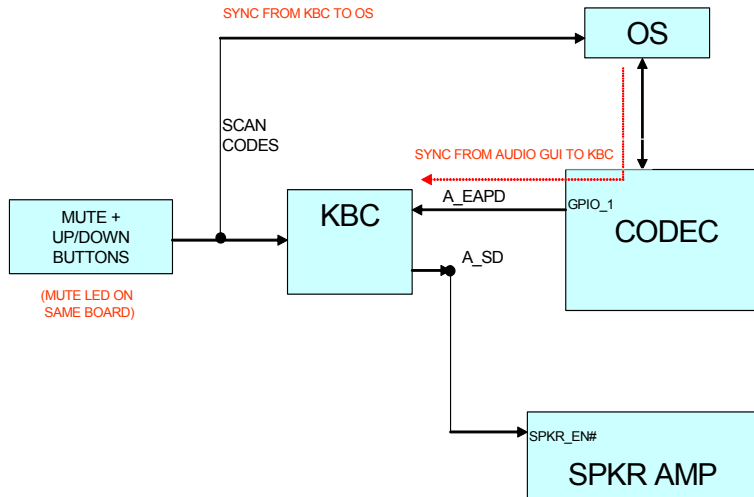 SYNC FROM KBC TO OS
OS
SCAN
CODES
SYNC FROM AUDIO GUI TO KBC
A_EAPD
GPIO_1
KBC
CODEC
MUTE +
UP/DOWN
BUTTONS
A_SD
(MUTE LED ON
SAME BOARD)
SPKR_EN#
SPKR AMP